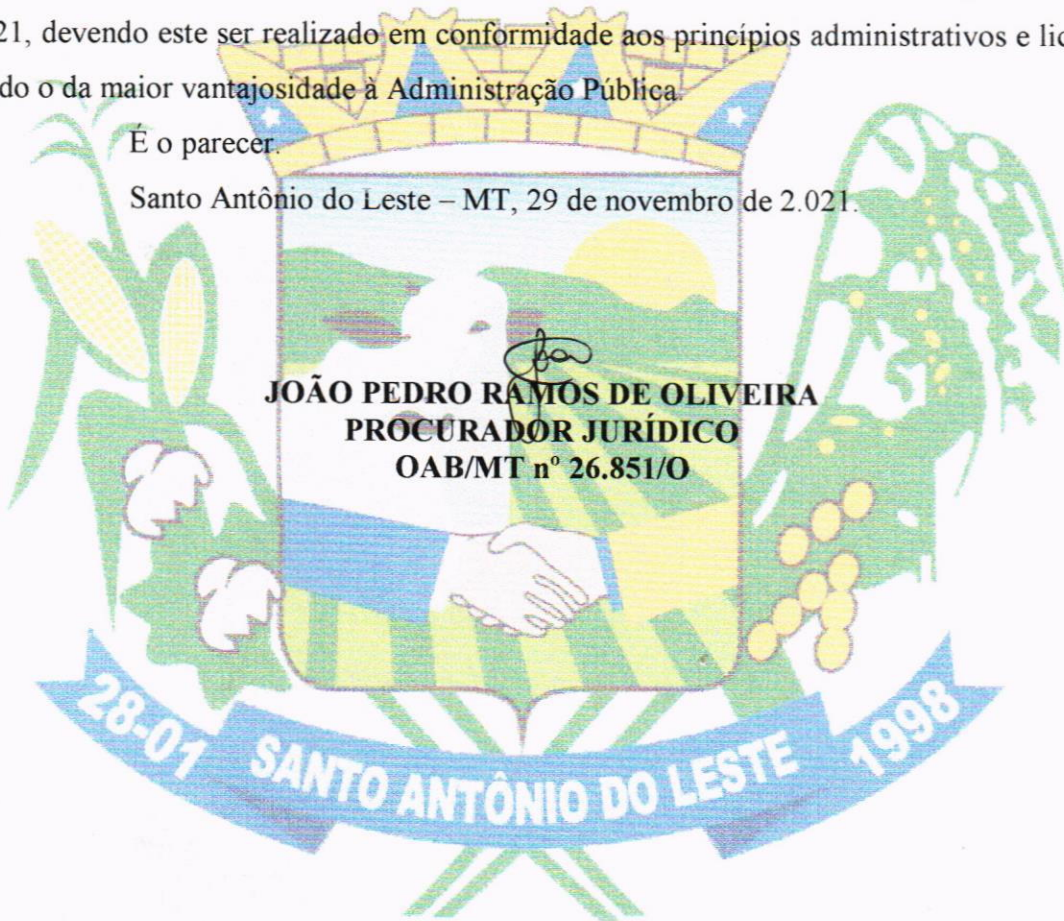 21, devendo este ser realizado em conformidade aos princípios administrativos e lic
do o da maior vantajosidade à Administração Pública.
É o parecer.
Santo Antônio do Leste – MT, 29 de novembro de 2.021.
JOÃO PEDRO RAMOS DE OLIVEIRA
PROCURADOR JURÍDICO
OAB/MT nº 26.851/O
28-01 SANTO ANTÔNIO DO LESTE 1998